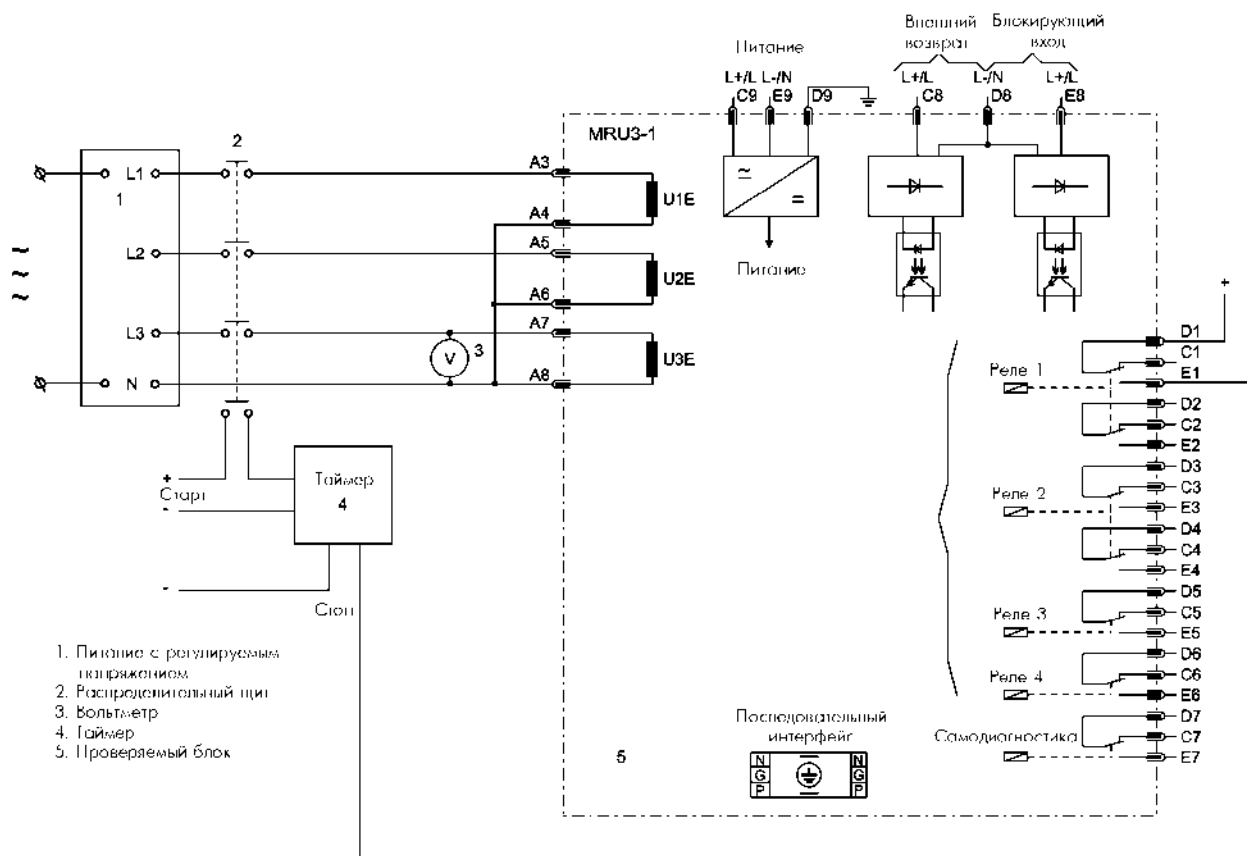 Питание
Внешний
возврат
Блокирующий
вход
L+/L L-/N
C9 E9 D9
L+/L L-/N L+/L
C8 D8 E8
MRU3-1
2
L1
1
L2
L3
N
A3
A4
A5
A6
A7
A8
U1E
U2E
U3E
V 3
Питание
+
-
Старт
Таймер
4
-
Стоп
+
Реле 1
Реле 2
Реле 3
Реле 4
Самодиагностика
D1
C1
E1
D2
C2
E2
D3
C3
E3
D4
C4
E4
D5
C5
E5
D6
C6
E6
D7
C7
E7
1. Питание с регулируемым
напряжением
2. Распределительный щит
3. Вольтметр
4. Таймер
5. Проверяемый блок
5
Последовательный
интерфейс
N N
G G
P P